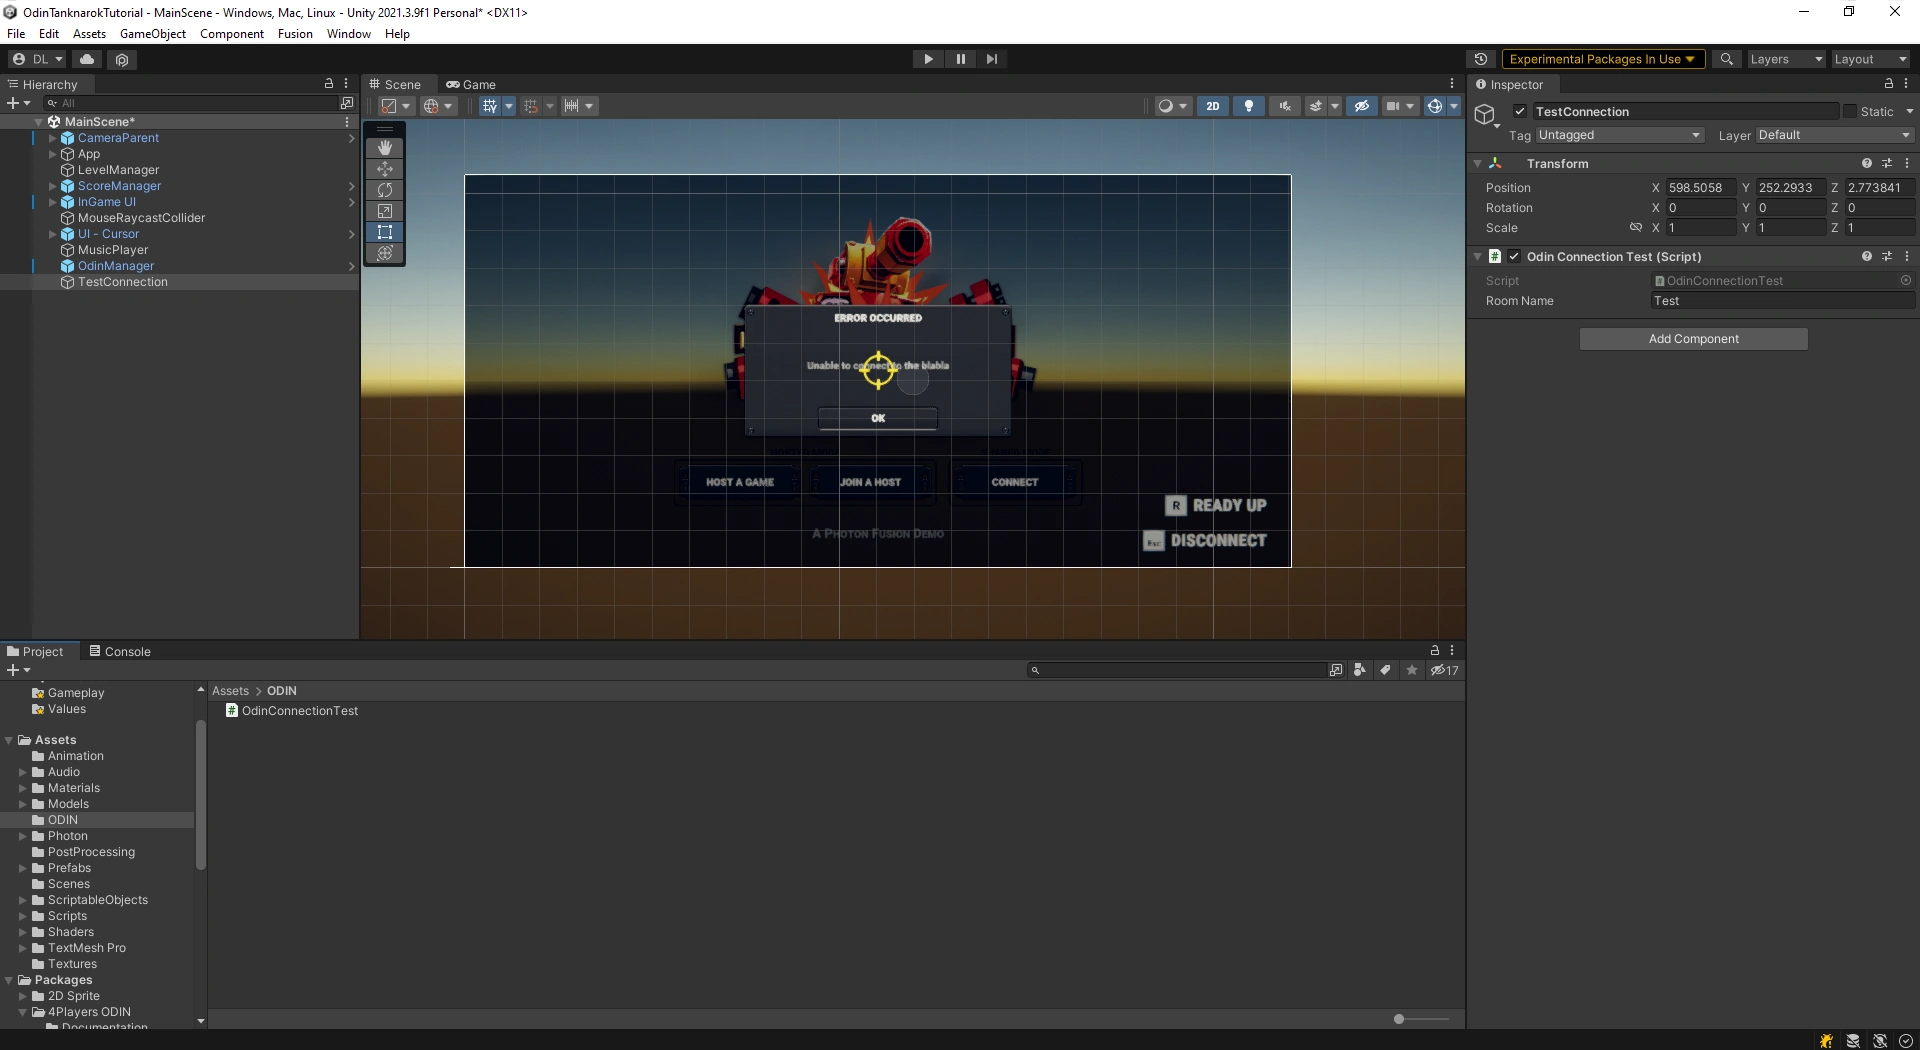 OdinTanknarokTutorial - MainScene - Windows, Mac, Linux - Unity 2021.3.9f1 Personal* <DX11>
File Edit Assets GameObject Component Fusion Window Help
DL Experimental Packages In Use Layers Layout
Hierarchy
All
MainScene*
CameraParent
App
LevelManager
ScoreManager
InGame UI
MouseRaycastCollider
UI - Cursor
MusicPlayer
OdinManager
TestConnection
Scene Game
2D
ERROR OCCURRED
Unable to connect to the blabla
OK
HOST A GAME JOIN A HOST CONNECT
A PHOTON FUSION DEMO
R READY UP
Esc DISCONNECT
Inspector
TestConnection Static
Tag Untagged Layer Default
Transform
Position X 598.5058 Y 252.2933 Z 2.773841
Rotation X 0 Y 0 Z 0
Scale X 1 Y 1 Z 1
# Odin Connection Test (Script)
Script OdinConnectionTest
Room Name Test
Add Component
Project Console
17
Gameplay
Values
Assets
Animation
Audio
Materials
Models
ODIN
Photon
PostProcessing
Prefabs
Scenes
ScriptableObjects
Scripts
Shaders
TextMesh Pro
Textures
Packages
2D Sprite
4Players ODIN
Documentation
Assets > ODIN
# OdinConnectionTest